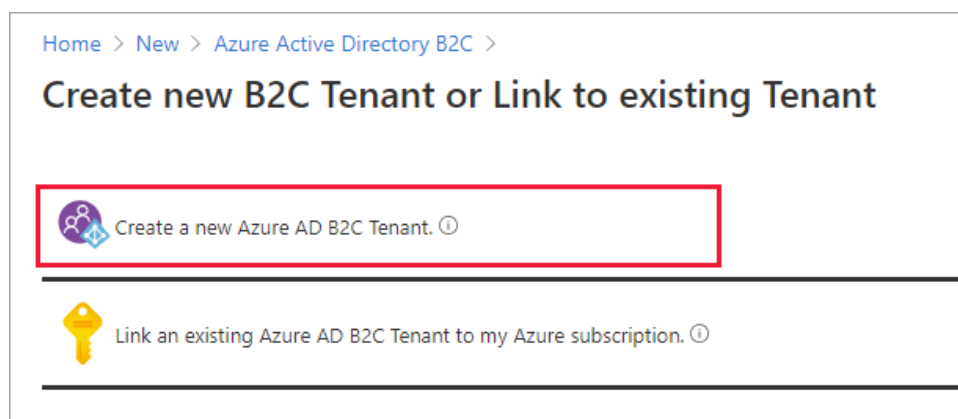 Home > New > Azure Active Directory B2C >
Create new B2C Tenant or Link to existing Tenant
Create a new Azure AD B2C Tenant.
Link an existing Azure AD B2C Tenant to my Azure subscription.